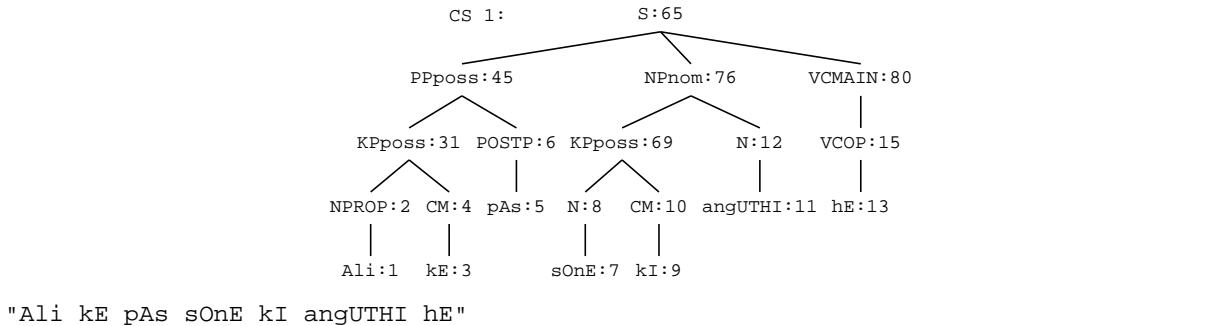 CS 1: S:65
PPposs:45 NPnom:76 VCMAIN:80
KPposs:31 POSTP:6 KPposs:69 N:12 VCOP:15
NPROP:2 CM:4 pAs:5 N:8 CM:10 angUTHI:11 hE:13
Ali:1 kE:3 sOnE:7 kI:9
"Ali kE pAs sOnE kI angUTHI hE"